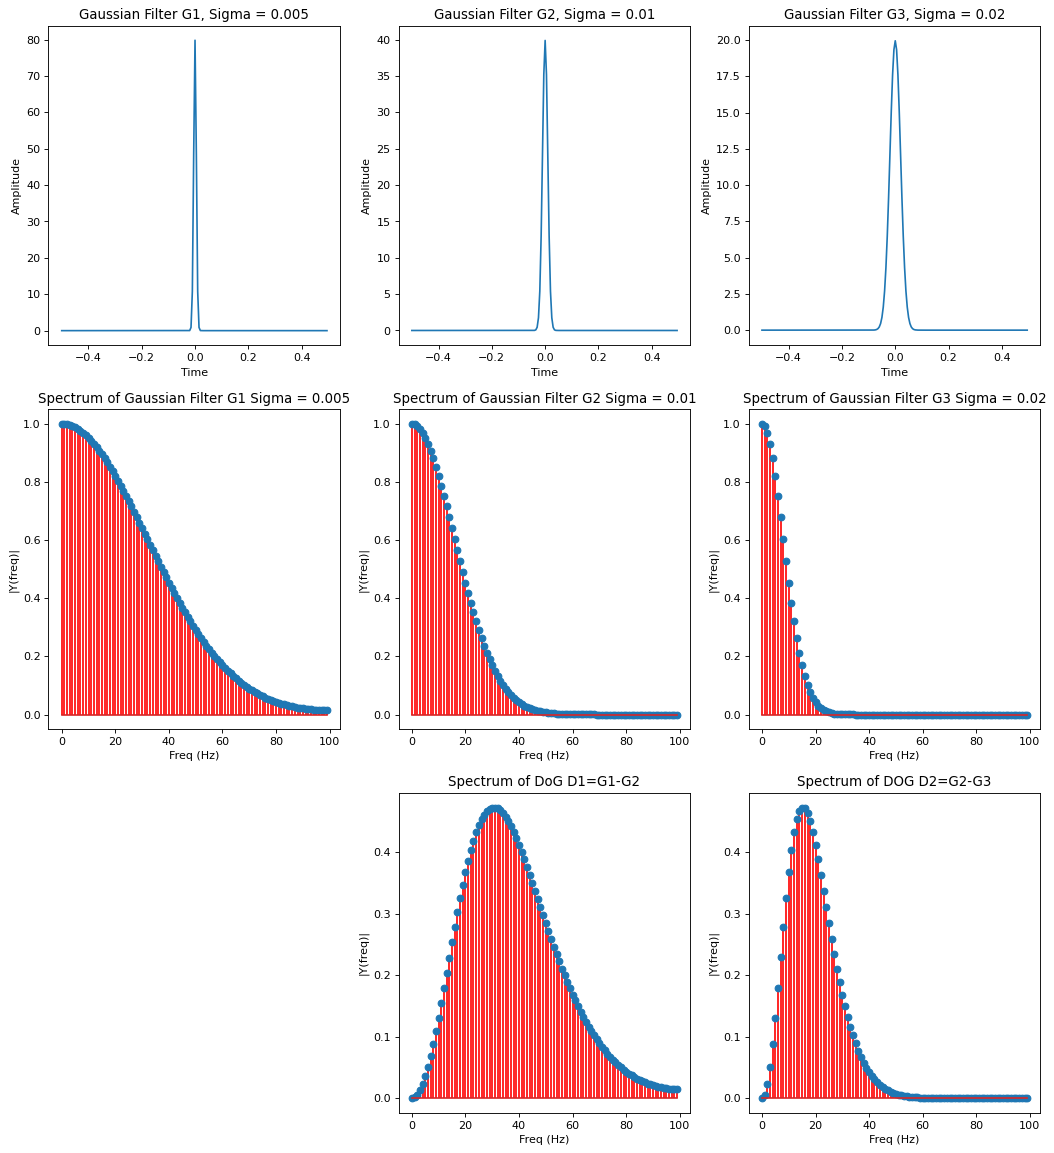 Gaussian Filter G1, Sigma = 0.005
80
70
60
50
40
30
20
10
0
Amplitude
−0.4 −0.2 0.0 0.2 0.4
Time
Gaussian Filter G2, Sigma = 0.01
40
35
30
25
20
15
10
5
0
Amplitude
−0.4 −0.2 0.0 0.2 0.4
Time
Gaussian Filter G3, Sigma = 0.02
20.0
17.5
15.0
12.5
10.0
7.5
5.0
2.5
0.0
Amplitude
−0.4 −0.2 0.0 0.2 0.4
Time
Spectrum of Gaussian Filter G1 Sigma = 0.005
1.0
0.8
0.6
0.4
0.2
0.0
|Y(freq)|
0 20 40 60 80 100
Freq (Hz)
Spectrum of Gaussian Filter G2 Sigma = 0.01
1.0
0.8
0.6
0.4
0.2
0.0
|Y(freq)|
0 20 40 60 80 100
Freq (Hz)
Spectrum of Gaussian Filter G3 Sigma = 0.02
1.0
0.8
0.6
0.4
0.2
0.0
|Y(freq)|
0 20 40 60 80 100
Freq (Hz)
Spectrum of DoG D1=G1-G2
0.4
0.3
0.2
0.1
0.0
|Y(freq)|
0 20 40 60 80 100
Freq (Hz)
Spectrum of DOG D2=G2-G3
0.4
0.3
0.2
0.1
0.0
|Y(freq)|
0 20 40 60 80 100
Freq (Hz)